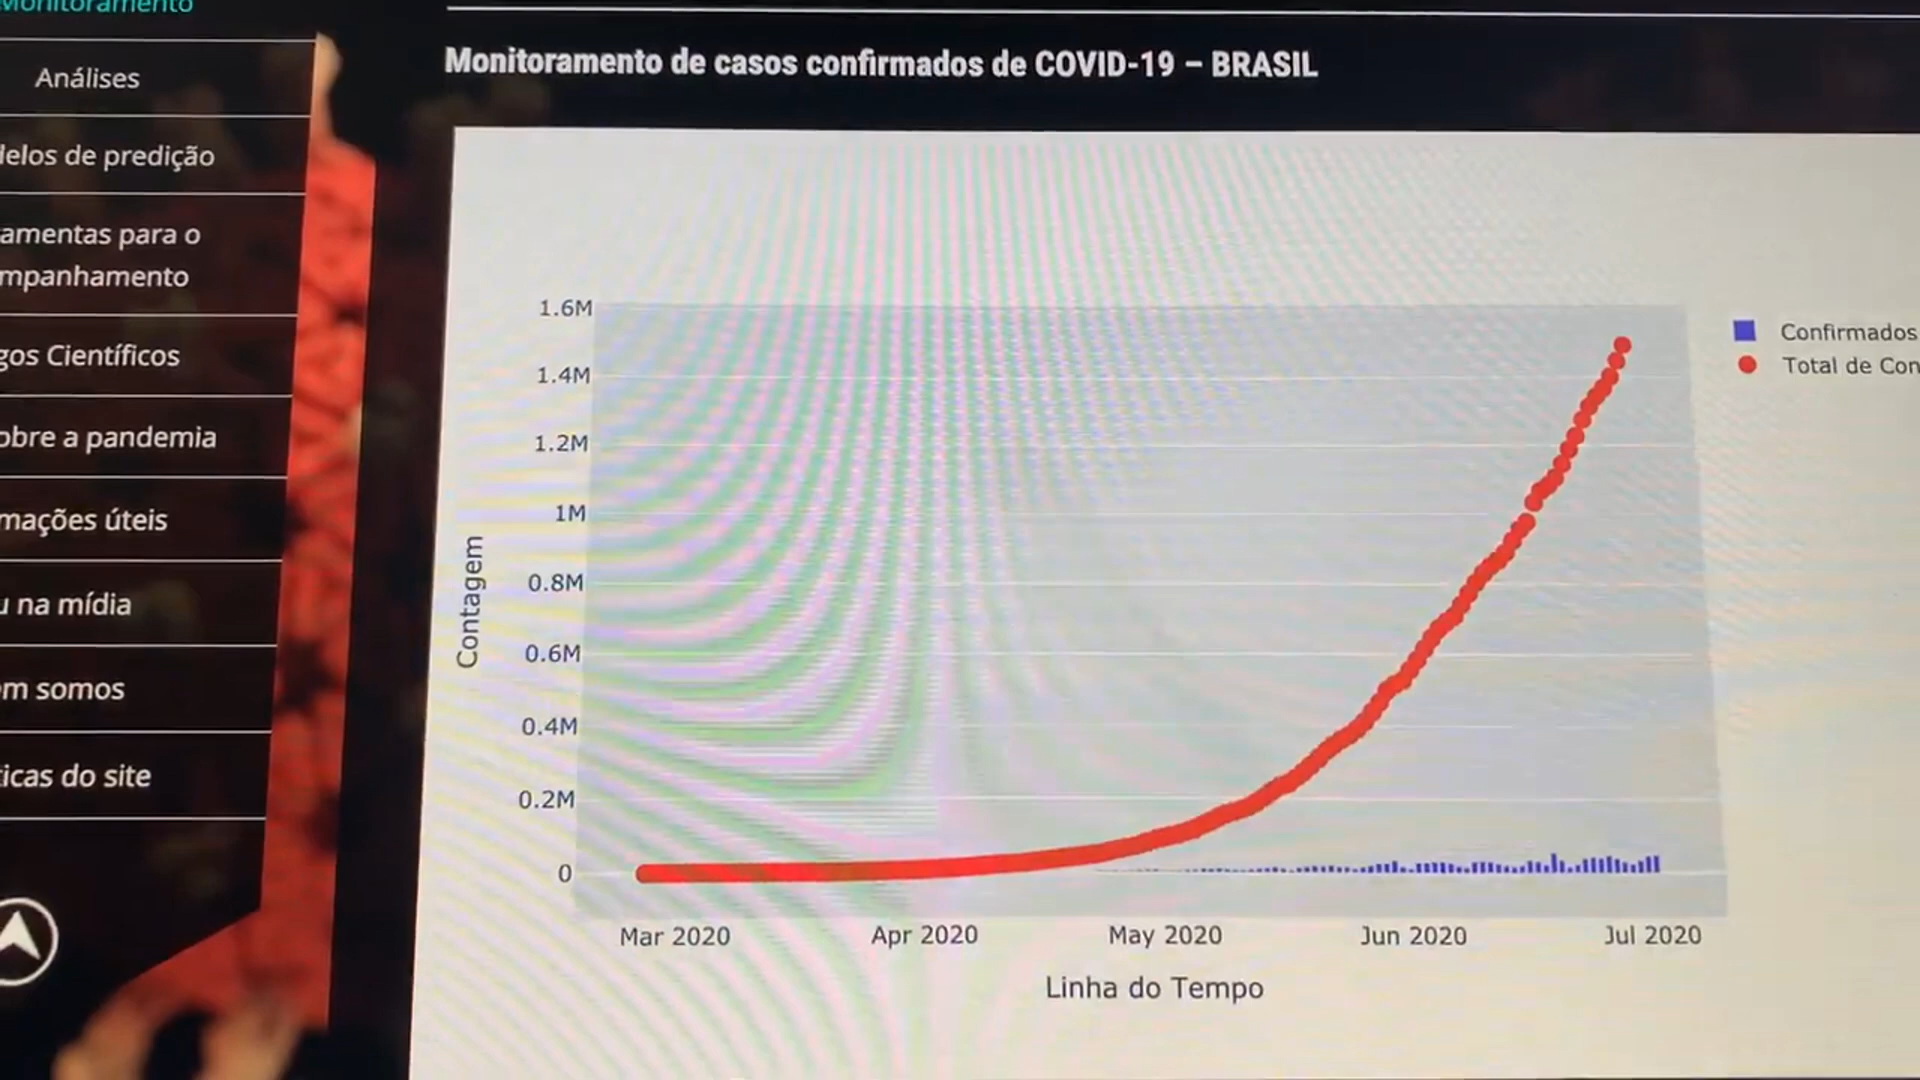 Monitoramento
Análises
delos de predição
amentas para o
mpanhamento
gos Científicos
obre a pandemia
mações úteis
u na mídia
em somos
icas do site
Monitoramento de casos confirmados de COVID-19 – BRASIL
1.6M
1.4M
1.2M
1M
0.8M
0.6M
0.4M
0.2M
0
Contagem
Mar 2020
Apr 2020
May 2020
Jun 2020
Jul 2020
Linha do Tempo
Confirmados
Total de Con